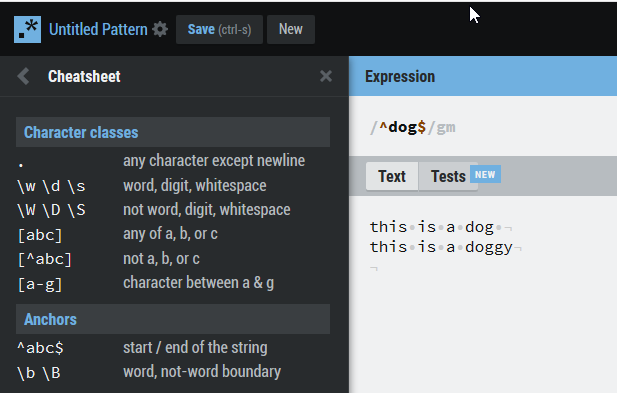 .*
Untitled Pattern Save (ctrl-s) New
Cheatsheet
Character classes
. any character except newline
\w \d \s word, digit, whitespace
\W \D \S not word, digit, whitespace
[abc] any of a, b, or c
[^abc] not a, b, or c
[a-g] character between a & g
Anchors
^abc$ start / end of the string
\b \B word, not-word boundary
Expression
/^dog$/gm
Text Tests NEW
this•is•a•dog•¬
this•is•a•doggy¬
¬